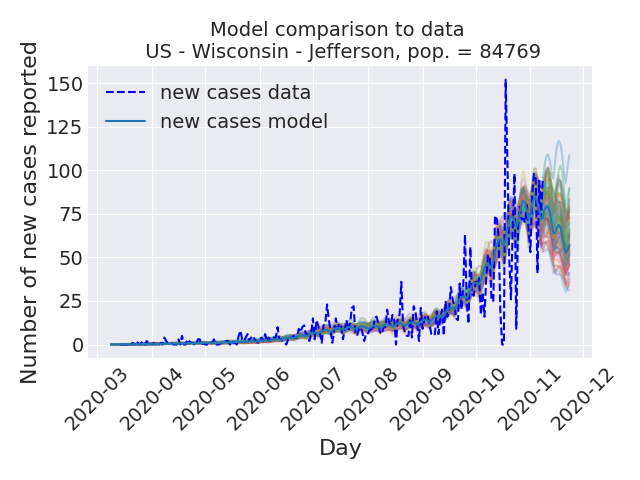 Model comparison to data
US - Wisconsin - Jefferson, pop. = 84769
Number of new cases reported
150
125
100
75
50
25
0
new cases data
new cases model
2020-03
2020-04
2020-05
2020-06
2020-07
2020-08
2020-09
2020-10
2020-11
2020-12
Day